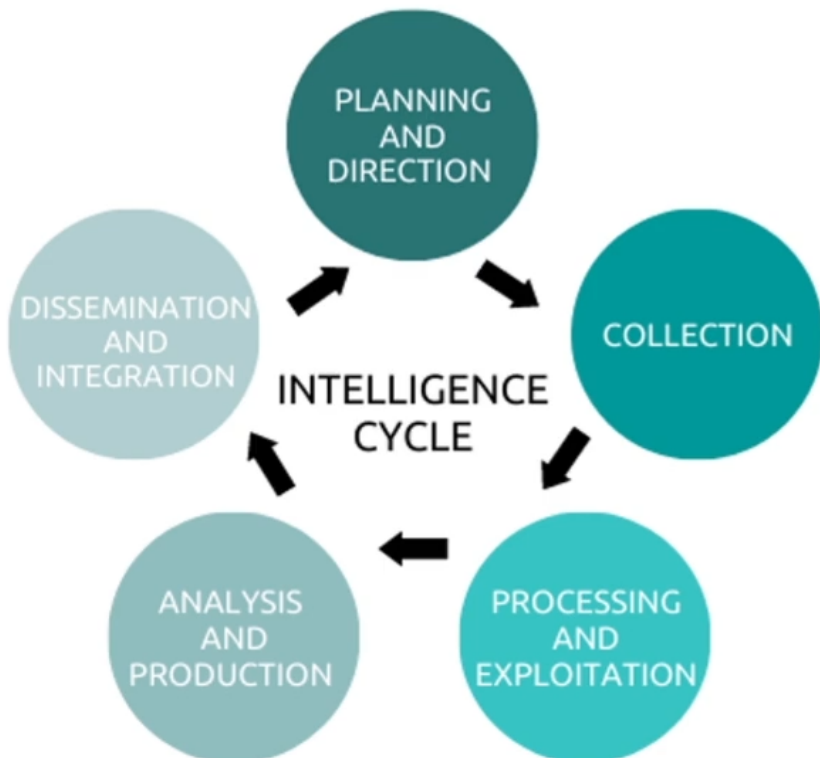 PLANNING
AND
DIRECTION
COLLECTION
PROCESSING
AND
EXPLOITATION
ANALYSIS
AND
PRODUCTION
DISSEMINATION
AND
INTEGRATION
INTELLIGENCE
CYCLE